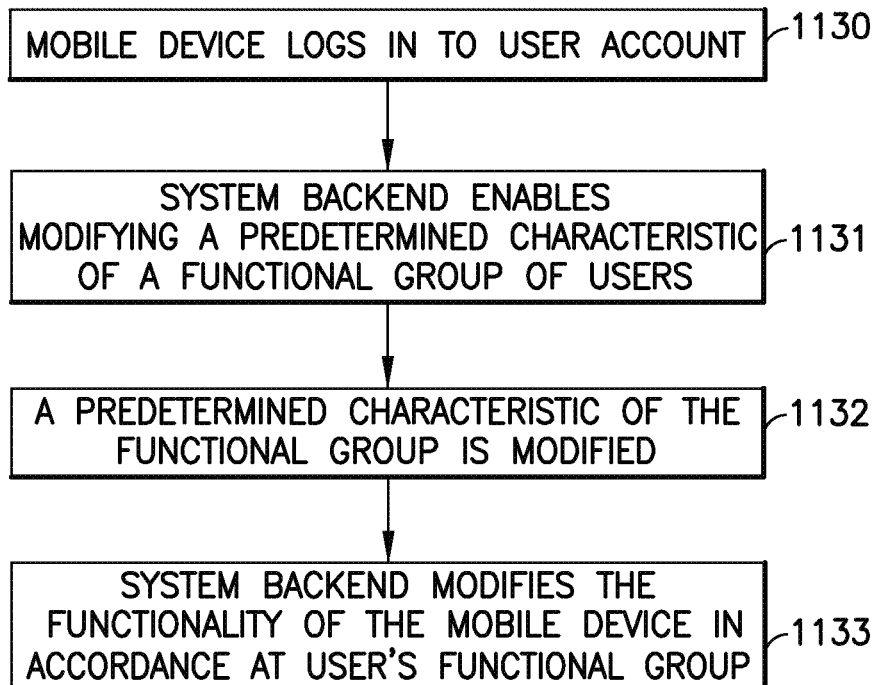 MOBILE DEVICE LOGS IN TO USER ACCOUNT
1130
SYSTEM BACKEND ENABLES
MODIFYING A PREDETERMINED CHARACTERISTIC
OF A FUNCTIONAL GROUP OF USERS
1131
A PREDETERMINED CHARACTERISTIC OF THE
FUNCTIONAL GROUP IS MODIFIED
1132
SYSTEM BACKEND MODIFIES THE
FUNCTIONALITY OF THE MOBILE DEVICE IN
ACCORDANCE AT USER'S FUNCTIONAL GROUP
1133